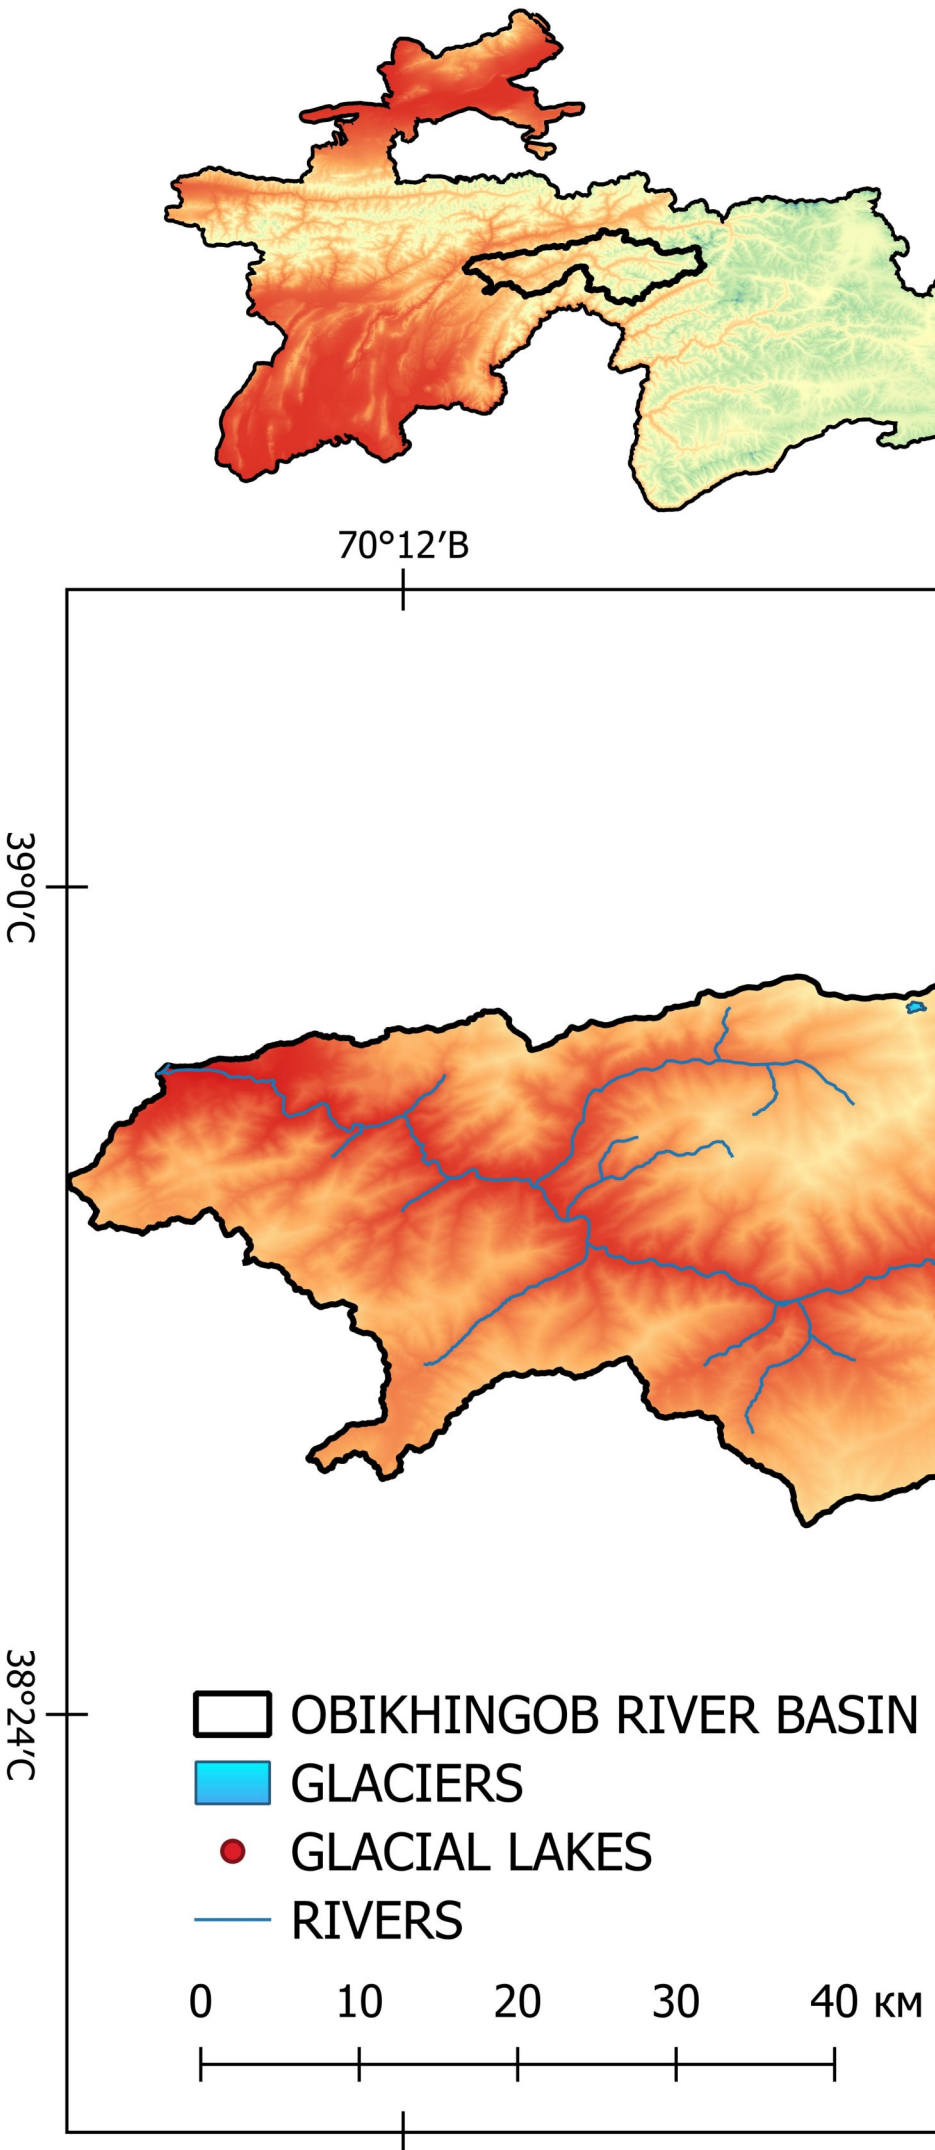 70°12'В
39°0'С
38°24'С
OBIKHINGOB RIVER BASIN
GLACIERS
GLACIAL LAKES
RIVERS
0 10 20 30 40 км